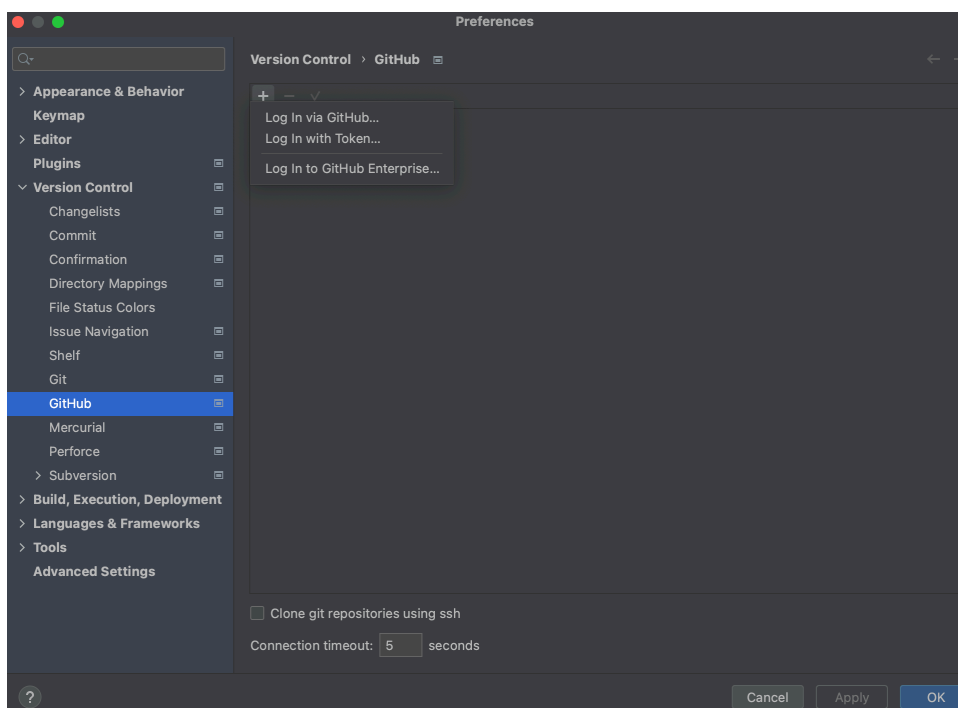 Preferences
Version Control › GitHub
Appearance & Behavior
Keymap
Editor
Plugins
Version Control
Changelists
Commit
Confirmation
Directory Mappings
File Status Colors
Issue Navigation
Shelf
Git
GitHub
Mercurial
Perforce
Subversion
Build, Execution, Deployment
Languages & Frameworks
Tools
Advanced Settings
Log In via GitHub...
Log In with Token...
Log In to GitHub Enterprise...
Clone git repositories using ssh
Connection timeout: 5 seconds
?
Cancel
Apply
OK